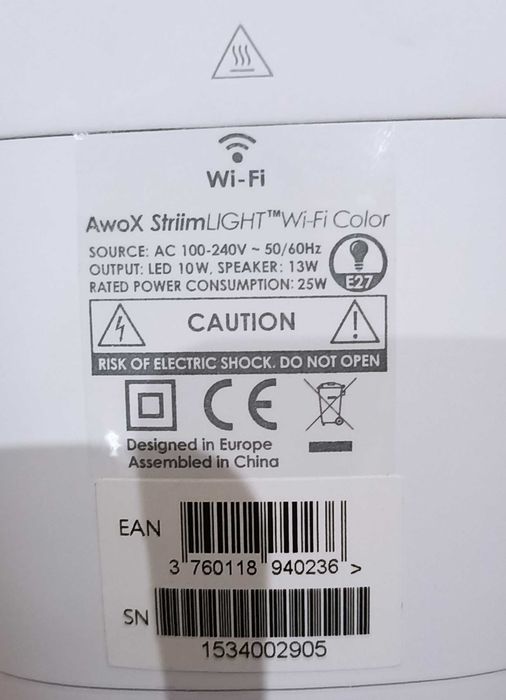 Wi-Fi
AwoX StriimLIGHT™Wi-Fi Color
SOURCE: AC 100-240V ~ 50/60Hz
OUTPUT: LED 10W, SPEAKER: 13W
RATED POWER CONSUMPTION: 25W
E27
CAUTION
RISK OF ELECTRIC SHOCK. DO NOT OPEN
CE
Designed in Europe
Assembled in China
EAN
3 760118 940236 >
SN
1534002905